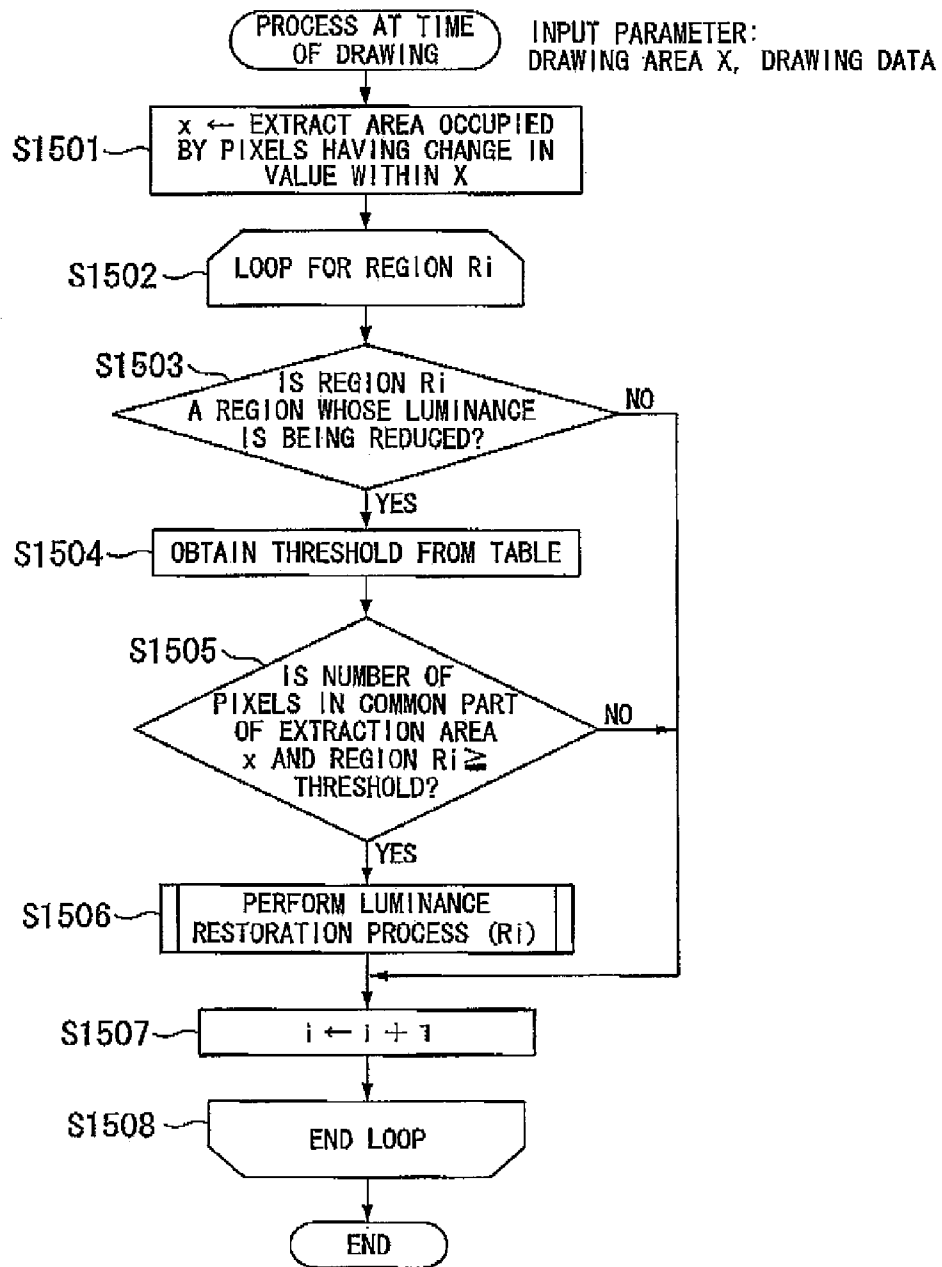 PROCESS AT TIME
OF DRAWING
INPUT PARAMETER:
DRAWING AREA X, DRAWING DATA
S1501
x ← EXTRACT AREA OCCUPIED
BY PIXELS HAVING CHANGE IN
VALUE WITHIN X
S1502
LOOP FOR REGION Ri
S1503
IS REGION Ri
A REGION WHOSE LUMINANCE
IS BEING REDUCED?
NO
YES
S1504
OBTAIN THRESHOLD FROM TABLE
S1505
IS NUMBER OF
PIXELS IN COMMON PART
OF EXTRACTION AREA
x AND REGION Ri≧
THRESHOLD?
NO
YES
S1506
PERFORM LUMINANCE
RESTORATION PROCESS (Ri)
S1507
i ← i + 1
S1508
END LOOP
END